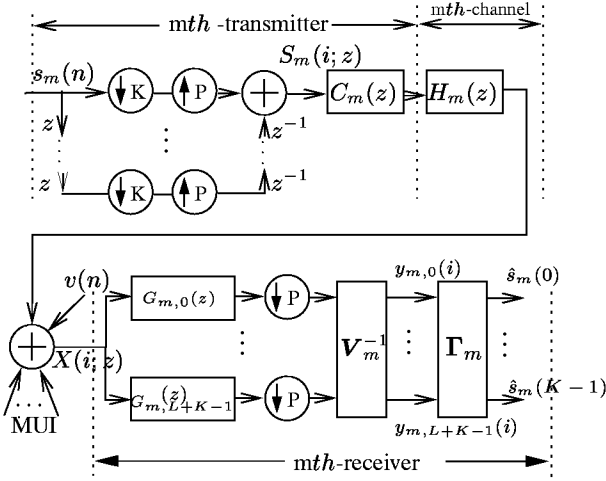 mth -transmitter
mth-channel
s_m(n)
S_m(i; z)
K
P
C_m(z)
H_m(z)
z
z^{-1}
z
K
P
z^{-1}
v(n)
X(i; z)
MUI
G_{m,0}(z)
P
V_m^{-1}
y_{m,0}(i)
Γ_m
ŝ_m(0)
G_{m,L+K-1}(z)
P
y_{m,L+K-1}(i)
ŝ_m(K - 1)
mth-receiver